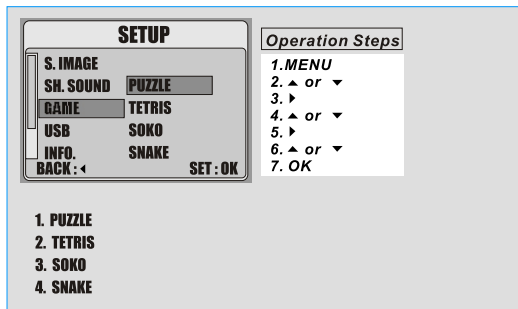 SETUP
S. IMAGE
SH. SOUND PUZZLE
GAME TETRIS
USB SOKO
INFO. SNAKE
BACK : ◂ SET : OK
Operation Steps
1.MENU
2. ▲ or ▼
3. ▶
4. ▲ or ▼
5. ▶
6. ▲ or ▼
7. OK
1. PUZZLE
2. TETRIS
3. SOKO
4. SNAKE